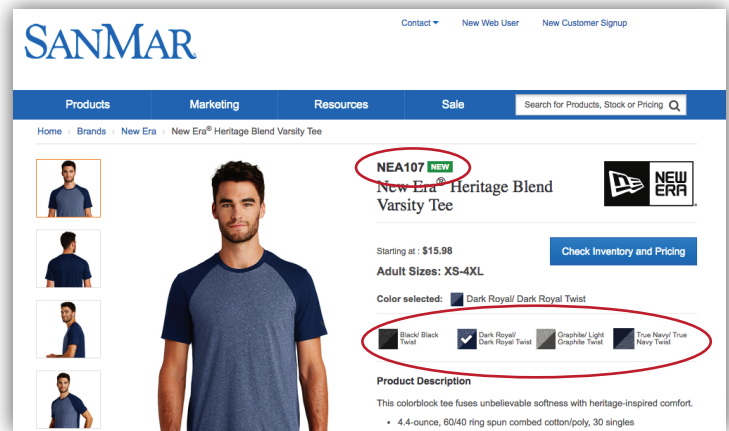 Contact
New Web User
New Customer Signup
SANMAR
Products
Marketing
Resources
Sale
Search for Products, Stock or Pricing
Home › Brands › New Era › New Era® Heritage Blend Varsity Tee
NEA107 NEW
New Era® Heritage Blend
Varsity Tee
NEW
ERA
Starting at : $15.98
Check Inventory and Pricing
Adult Sizes: XS-4XL
Color selected: Dark Royal/ Dark Royal Twist
Black/ Black
Twist
Dark Royal/
Dark Royal Twist
Graphite/ Light
Graphite Twist
True Navy/ True
Navy Twist
Product Description
This colorblock tee fuses unbelievable softness with heritage-inspired comfort.
• 4.4-ounce, 60/40 ring spun combed cotton/poly, 30 singles